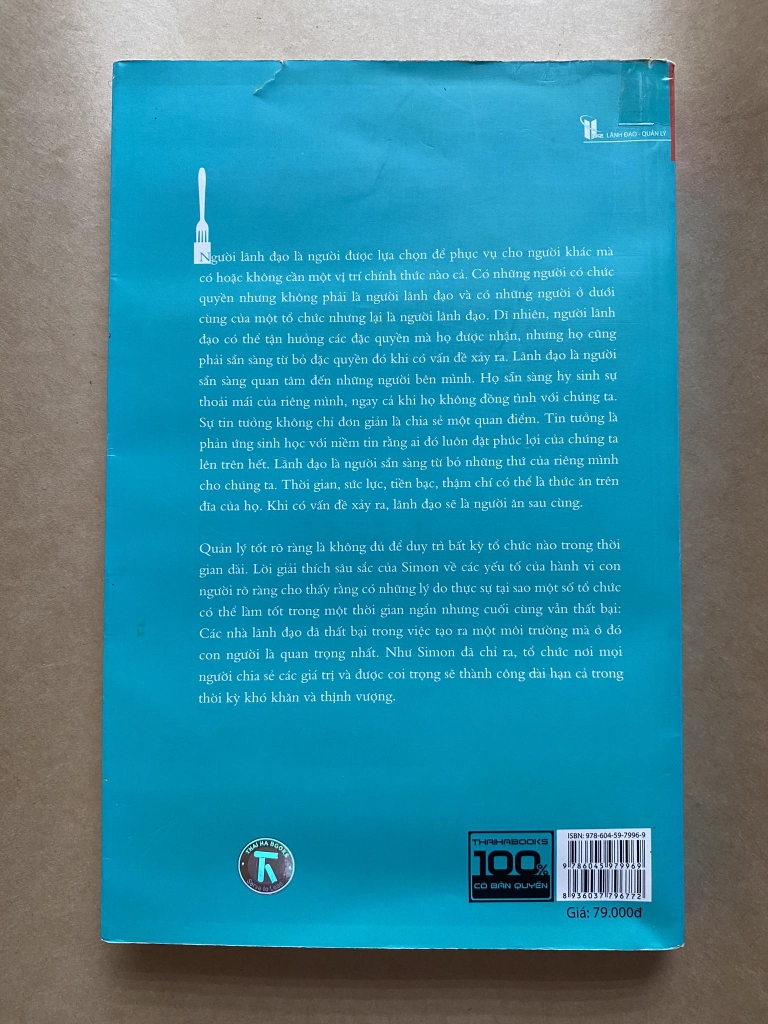 LÃNH ĐẠO - QUẢN LÝ
Người lãnh đạo là người được lựa chọn để phục vụ cho người khác mà
có hoặc không cần một vị trí chính thức nào cả. Có những người có chức
quyền nhưng không phải là người lãnh đạo và có những người ở dưới
cùng của một tổ chức nhưng lại là người lãnh đạo. Dĩ nhiên, người lãnh
đạo có thể tận hưởng các đặc quyền mà họ được nhận, nhưng họ cũng
phải sẵn sàng từ bỏ đặc quyền đó khi có vấn đề xảy ra. Lãnh đạo là người
sẵn sàng quan tâm đến những người bên mình. Họ sẵn sàng hy sinh sự
thoải mái của riêng mình, ngay cả khi họ không đồng tình với chúng ta.
Sự tin tưởng không chỉ đơn giản là chia sẻ một quan điểm. Tin tưởng là
phản ứng sinh học với niềm tin rằng ai đó luôn đặt phúc lợi của chúng ta
lên trên hết. Lãnh đạo là người sẵn sàng từ bỏ những thứ của riêng mình
cho chúng ta. Thời gian, sức lực, tiền bạc, thậm chí có thể là thức ăn trên
đĩa của họ. Khi có vấn đề xảy ra, lãnh đạo sẽ là người ăn sau cùng.
Quản lý tốt rõ ràng là không đủ để duy trì bất kỳ tổ chức nào trong thời
gian dài. Lời giải thích sâu sắc của Simon về các yếu tố của hành vi con
người rõ ràng cho thấy rằng có những lý do thực sự tại sao một số tổ chức
có thể làm tốt trong một thời gian ngắn nhưng cuối cùng vẫn thất bại:
Các nhà lãnh đạo đã thất bại trong việc tạo ra một môi trường mà ở đó
con người là quan trọng nhất. Như Simon đã chỉ ra, tổ chức nơi mọi
người chia sẻ các giá trị và được coi trọng sẽ thành công dài hạn cả trong
thời kỳ khó khăn và thịnh vượng.
THAI HA BOOKS
Serve to Lead
THAIHABOOKS
100%
CÓ BẢN QUYỀN
ISBN: 978-604-59-7996-9
9 786045 979969
8 936037 796772
Giá: 79.000đ